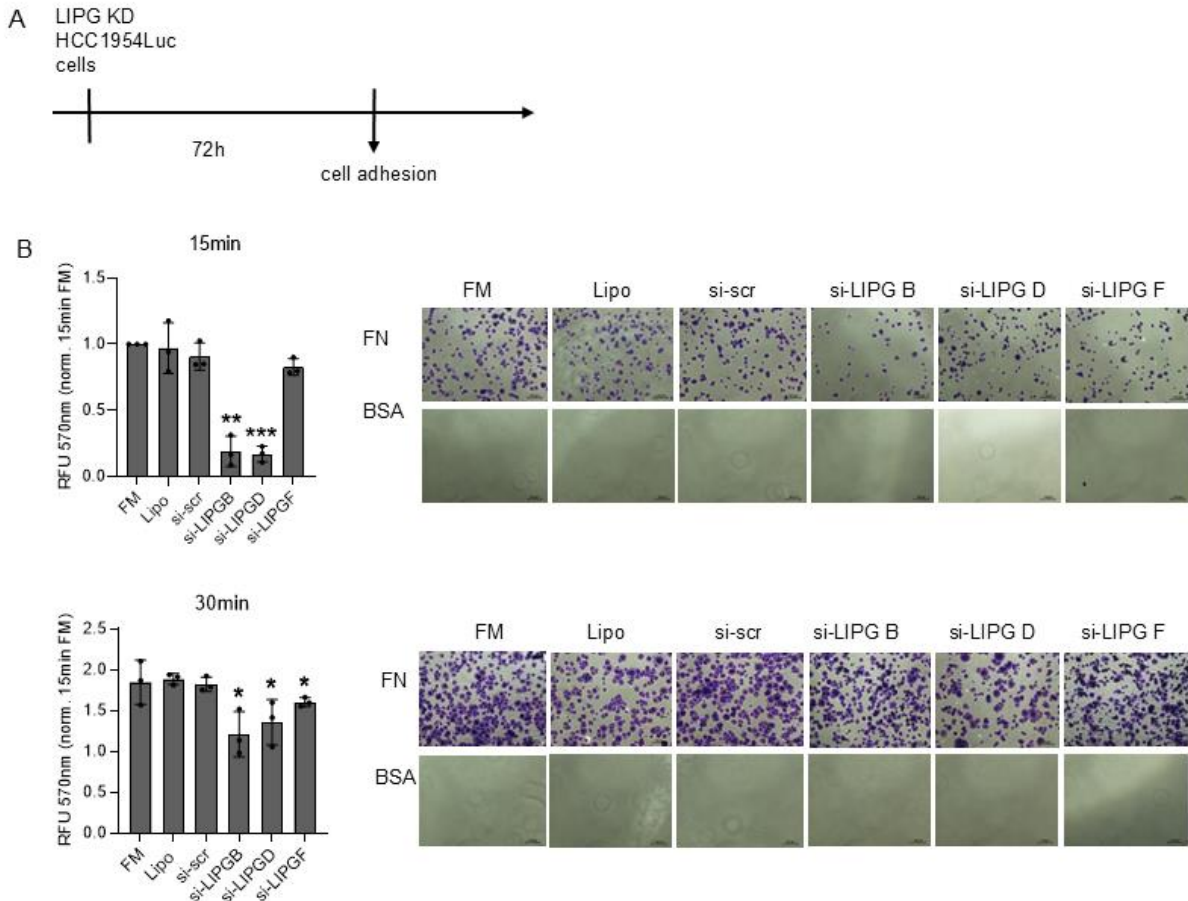 A
LIPG KD
HCC1954Luc
cells
72h
cell adhesion
B
15min
RFU 570nm (norm. 15min FM)
1.5
1.0
0.5
0.0
** ***
FM
Lipo
si-scr
si-LIPGB
si-LIPGD
si-LIPGF
FM Lipo si-scr si-LIPG B si-LIPG D si-LIPG F
FN
BSA
30min
RFU 570nm (norm. 15min FM)
2.5
2.0
1.5
1.0
0.5
0.0
* * *
FM
Lipo
si-scr
si-LIPGB
si-LIPGD
si-LIPGF
FM Lipo si-scr si-LIPG B si-LIPG D si-LIPG F
FN
BSA